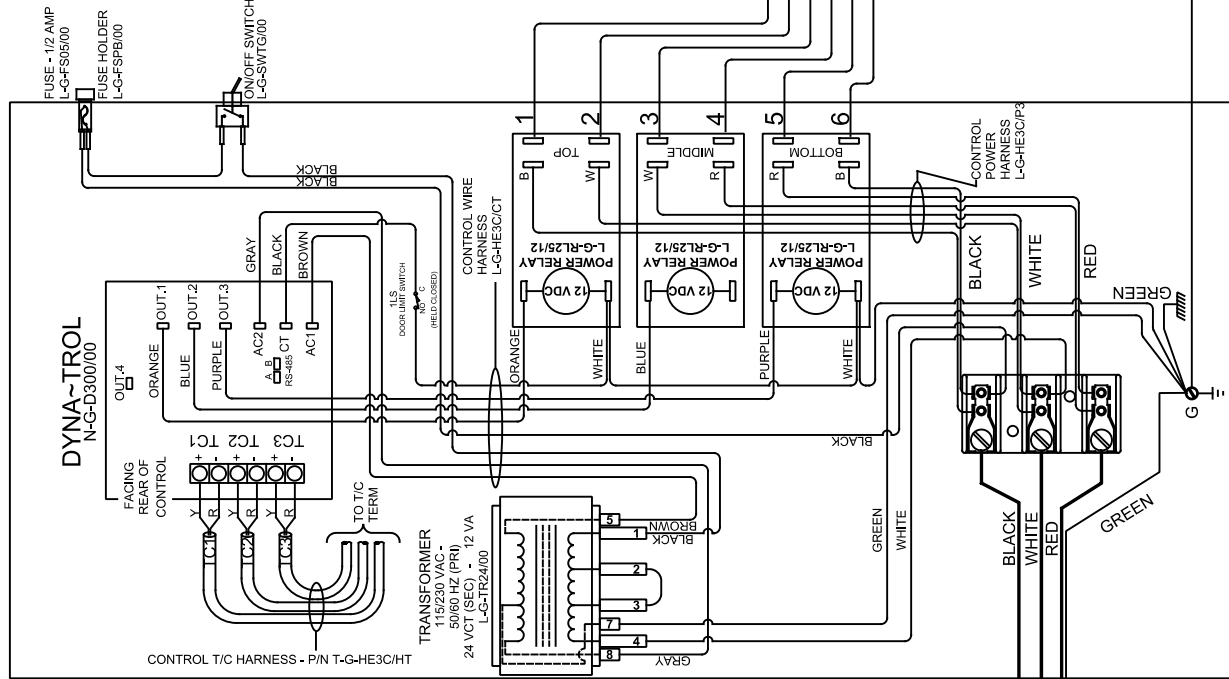 FUSE - 1/2 AMP
L-G-FS05/00
FUSE HOLDER
L-G-FSPB/00
ON/OFF SWITCH
L-G-SWTG/00
BLACK
BLACK
DYNA~TROL
N-G-D300/00
OUT.4
OUT.1
OUT.2
OUT.3
ORANGE
BLUE
PURPLE
AC2
CT
AC1
A B
RS-485
GRAY
BLACK
BROWN
1LS
DOOR LIMIT SWITCH
NO C
(HELD CLOSED)
CONTROL WIRE
HARNESS
L-G-HE3C/CT
1
2
3
4
5
6
TOP
MIDDLE
BOTTOM
B
W
W
R
R
B
POWER RELAY
L-G-RL25/12
12 VDC
POWER RELAY
L-G-RL25/12
12 VDC
POWER RELAY
L-G-RL25/12
12 VDC
CONTROL
POWER
HARNESS
L-G-HE3C/P3
BLACK
WHITE
RED
GREEN
ORANGE
WHITE
BLUE
PURPLE
WHITE
FACING
REAR OF
CONTROL
TC1
TC2
TC3
+
-
+
-
+
-
Y
R
Y
R
Y
R
C1
C2
C3
TO T/C
TERM
CONTROL T/C HARNESS - P/N T-G-HE3C/HT
TRANSFORMER
115/230 VAC -
50/60 HZ (PRI)
24 VCT (SEC) - 12 VA
L-G-TR24/00
5
1
2
3
7
4
8
BROWN
BLACK
GRAY
BLACK
GREEN
WHITE
BLACK
WHITE
RED
GREEN
G